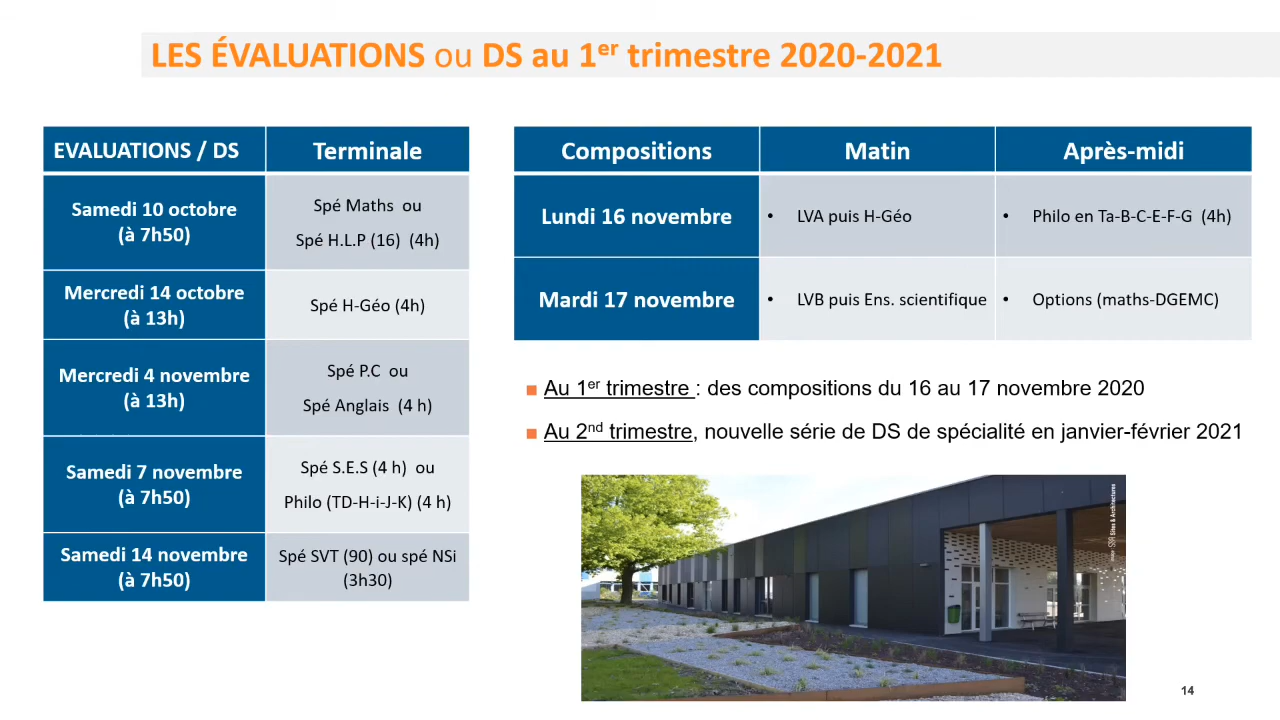 LES ÉVALUATIONS ou DS au 1er trimestre 2020-2021
EVALUATIONS / DS
Terminale
Samedi 10 octobre
(à 7h50)
Spé Maths ou
Spé H.L.P (16) (4h)
Mercredi 14 octobre
(à 13h)
Spé H-Géo (4h)
Mercredi 4 novembre
(à 13h)
Spé P.C ou
Spé Anglais (4 h)
Samedi 7 novembre
(à 7h50)
Spé S.E.S (4 h) ou
Philo (TD-H-i-J-K) (4 h)
Samedi 14 novembre
(à 7h50)
Spé SVT (90) ou spé NSi
(3h30)
Compositions
Matin
Après-midi
Lundi 16 novembre
• LVA puis H-Géo
• Philo en Ta-B-C-E-F-G (4h)
Mardi 17 novembre
• LVB puis Ens. scientifique
• Options (maths-DGEMC)
■ Au 1er trimestre : des compositions du 16 au 17 novembre 2020
■ Au 2nd trimestre, nouvelle série de DS de spécialité en janvier-février 2021
Sites & Architectures
14